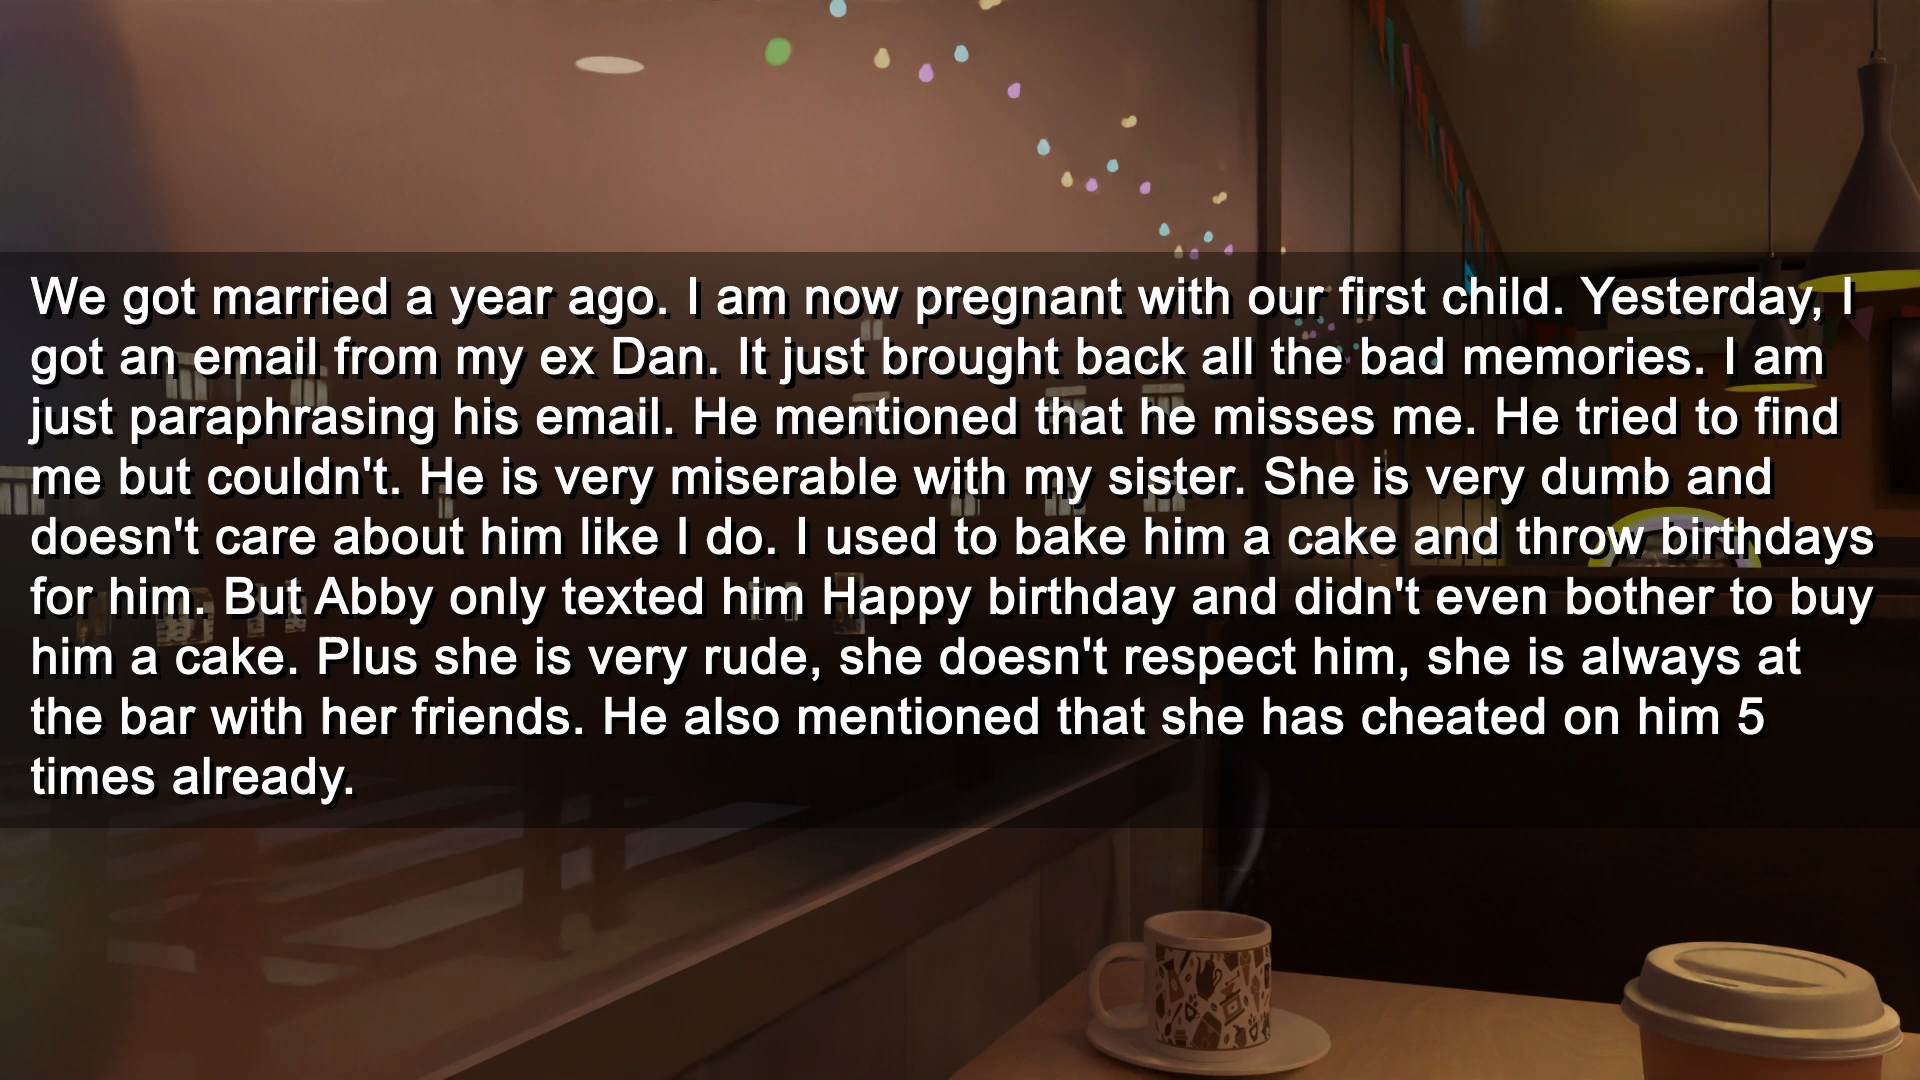 We got married a year ago. I am now pregnant with our first child. Yesterday, I
got an email from my ex Dan. It just brought back all the bad memories. I am
just paraphrasing his email. He mentioned that he misses me. He tried to find
me but couldn't. He is very miserable with my sister. She is very dumb and
doesn't care about him like I do. I used to bake him a cake and throw birthdays
for him. But Abby only texted him Happy birthday and didn't even bother to buy
him a cake. Plus she is very rude, she doesn't respect him, she is always at
the bar with her friends. He also mentioned that she has cheated on him 5
times already.